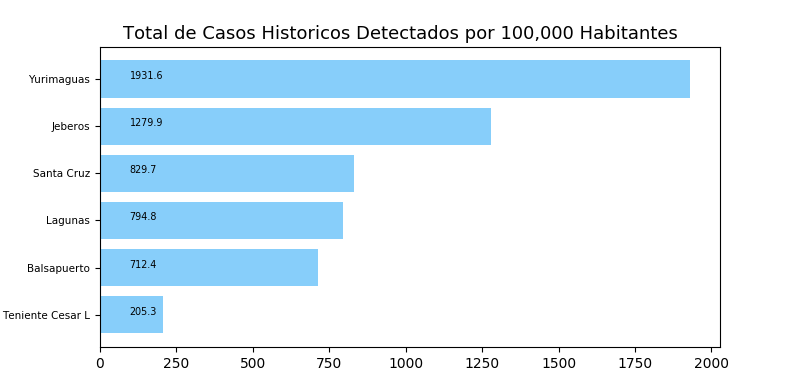 Total de Casos Historicos Detectados por 100,000 Habitantes
Yurimaguas 1931.6
Jeberos 1279.9
Santa Cruz 829.7
Lagunas 794.8
Balsapuerto 712.4
Teniente Cesar L 205.3
0 250 500 750 1000 1250 1500 1750 2000